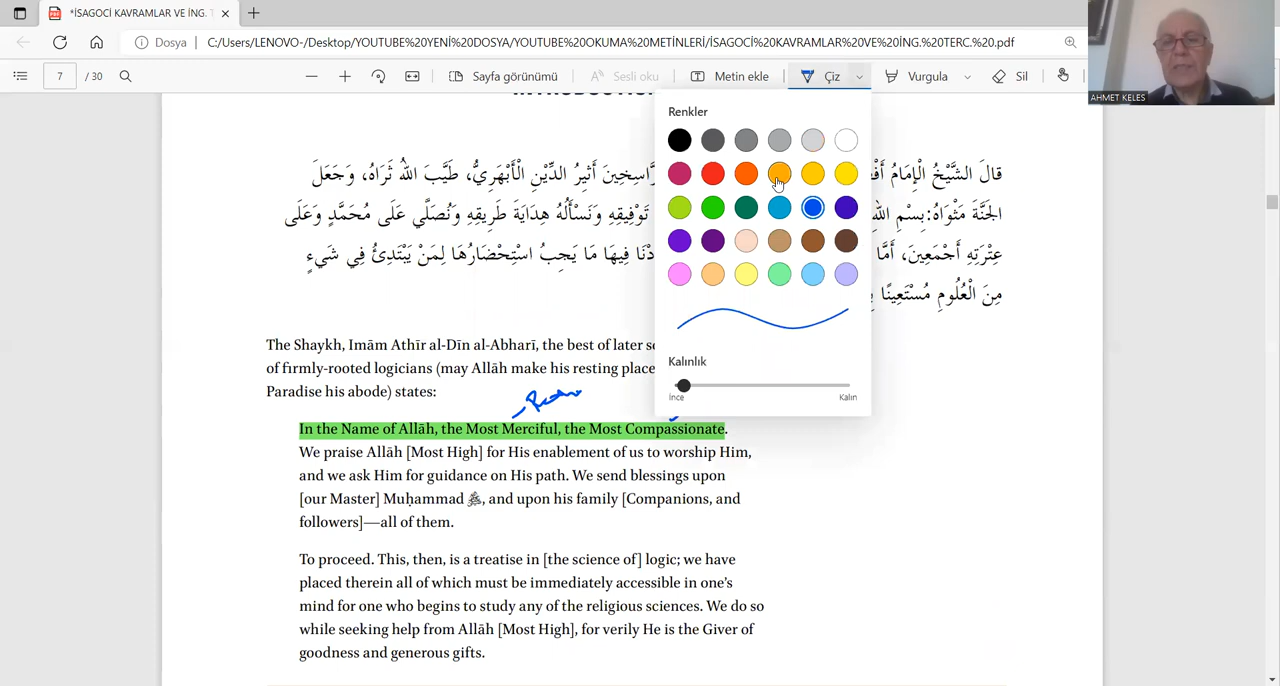 *İSAGOCİ KAVRAMLAR VE İNG. T
Dosya
C:/Users/LENOVO-/Desktop/YOUTUBE%20YENİ%20DOSYA/YOUTUBE%20OKUMA%20METİNLERİ/İSAGOCİ%20KAVRAMLAR%20VE%20İNG.%20TERC.%20.pdf
7 / 30
Sayfa görünümü
Sesli oku
Metin ekle
Çiz
Vurgula
Sil
AHMET KELES
Renkler
Kalınlık
İnce
Kalın
قالَ الشَّيْخُ الْإِمَامُ
رَّاسِخِينَ أَثِيرُ الدِّيْنِ الْأَبْهَرِيُّ، طَيَّبَ اللهُ ثَرَاهُ، وَجَعَلَ
الجَنَّةَ مَثْوَاهُ: بِسْمِ اللهِ
تَوْفِيقِهِ وَنَسْأَلُهُ هِدَايَةَ طَرِيقِهِ وَنُصَلِّي عَلَى مُحَمَّدٍ وَعَلَى
عِتْرَتِهِ أَجْمَعِينَ، أَمَّا
فِيهَا مَا يَجِبُ اسْتِحْضَارُهَا لِمَنْ يَبْتَدِئُ فِي شَيْءٍ
مِنَ الْعُلُومِ مُسْتَعِينًا
The Shaykh, Imām Athīr al-Dīn al-Abharī, the best of later
of firmly-rooted logicians (may Allāh make his resting place
Paradise his abode) states:
In the Name of Allāh, the Most Merciful, the Most Compassionate.
We praise Allāh [Most High] for His enablement of us to worship Him,
and we ask Him for guidance on His path. We send blessings upon
[our Master] Muḥammad ﷺ, and upon his family [Companions, and
followers]—all of them.
To proceed. This, then, is a treatise in [the science of] logic; we have
placed therein all of which must be immediately accessible in one's
mind for one who begins to study any of the religious sciences. We do so
while seeking help from Allāh [Most High], for verily He is the Giver of
goodness and generous gifts.